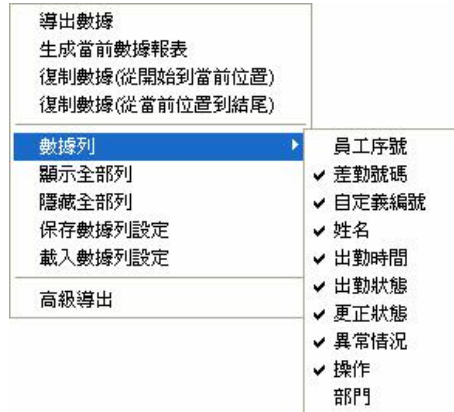 導出數據
生成當前數據報表
復制數據(從開始到當前位置)
復制數據(從當前位置到結尾)
數據列
顯示全部列
隱藏全部列
保存數據列設定
載入數據列設定
高級導出
員工序號
差勤號碼
自定義編號
姓名
出勤時間
出勤狀態
更正狀態
異常情況
操作
部門